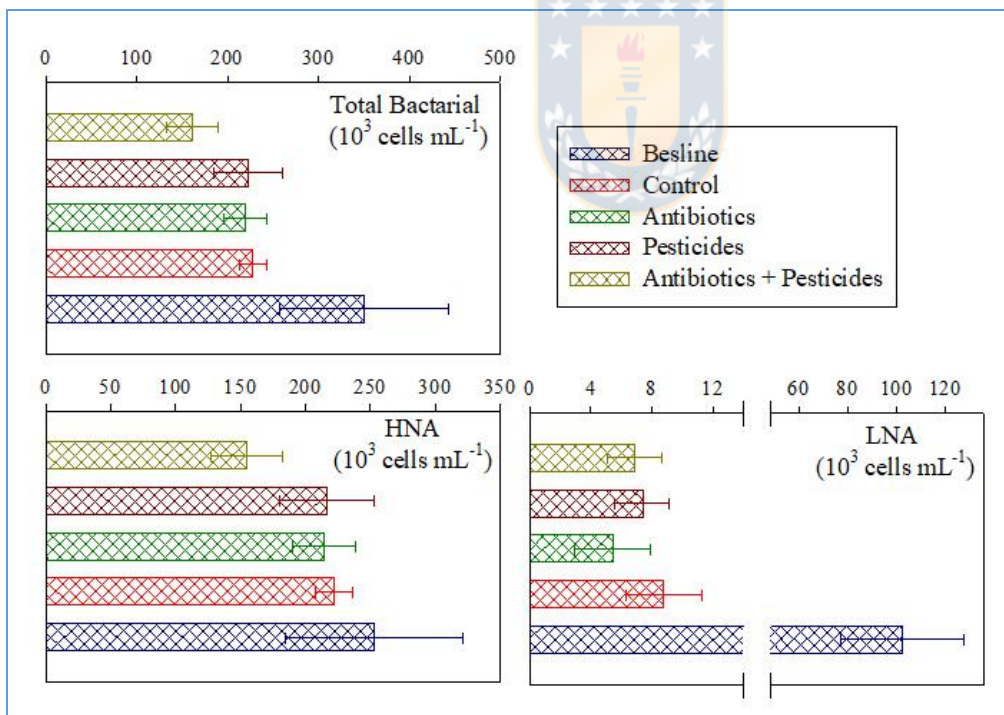 0 100 200 300 400 500
Total Bactarial
(10³ cells mL⁻¹)
Besline
Control
Antibiotics
Pesticides
Antibiotics + Pesticides
0 50 100 150 200 250 300 350
HNA
(10³ cells mL⁻¹)
0 4 8 12 60 80 100 120
LNA
(10³ cells mL⁻¹)